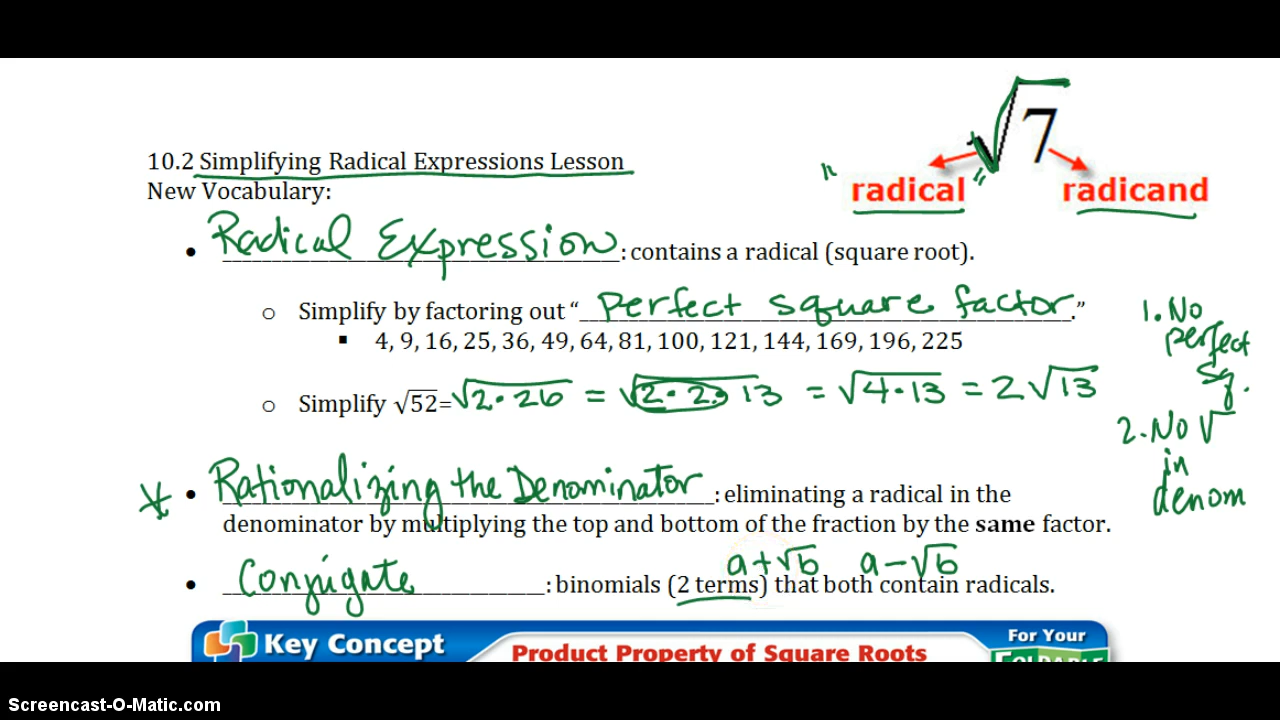 √7
10.2 Simplifying Radical Expressions Lesson
New Vocabulary:
" radical " radicand
• Radical Expression: contains a radical (square root).
o Simplify by factoring out "perfect square factor."
▪ 4, 9, 16, 25, 36, 49, 64, 81, 100, 121, 144, 169, 196, 225
o Simplify √52=√2·26 = √2·2·13 = √4·13 = 2√13
1. No
perfect
sq.
2. No √
in
denom
• Rationalizing the Denominator: eliminating a radical in the
denominator by multiplying the top and bottom of the fraction by the same factor.
a+√b a-√b
• Conjugate: binomials (2 terms) that both contain radicals.
Key Concept
Product Property of Square Roots
For Your
FOLDABLE
Screencast-O-Matic.com